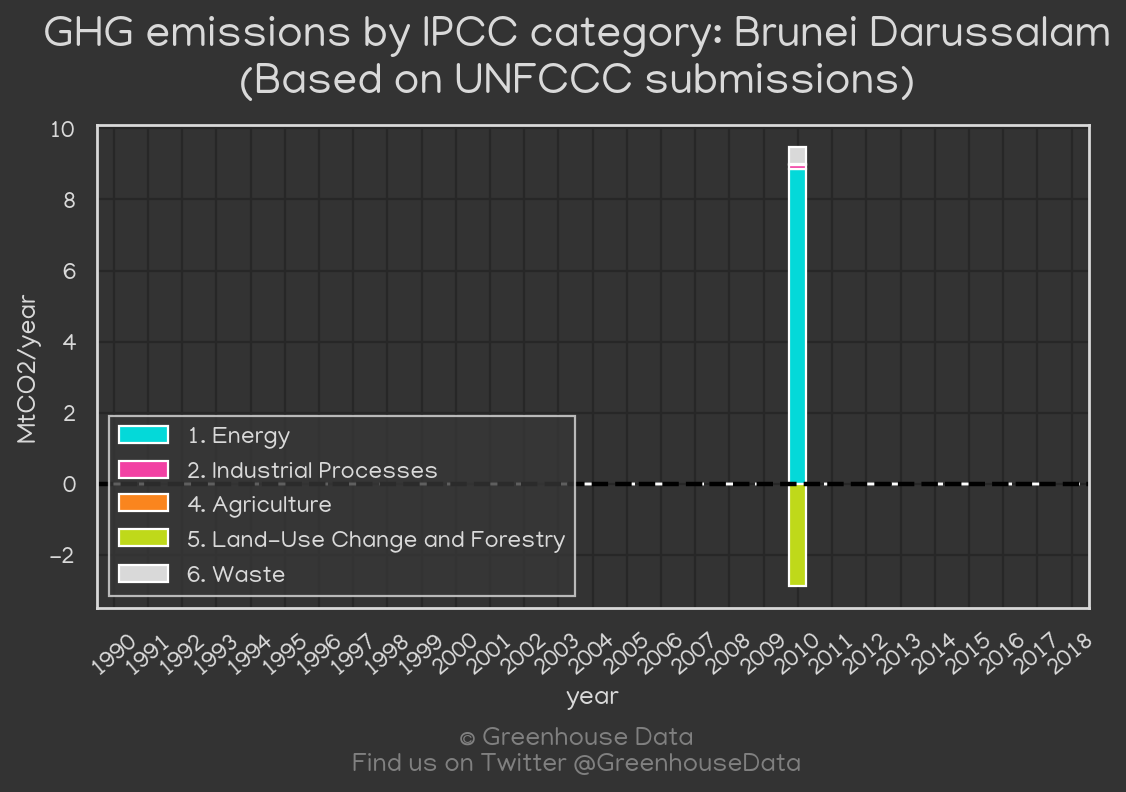 GHG emissions by IPCC category: Brunei Darussalam
(Based on UNFCCC submissions)
10
8
6
4
2
0
−2
MtCO2/year
1. Energy
2. Industrial Processes
4. Agriculture
5. Land−Use Change and Forestry
6. Waste
1990 1991 1992 1993 1994 1995 1996 1997 1998 1999 2000 2001 2002 2003 2004 2005 2006 2007 2008 2009 2010 2011 2012 2013 2014 2015 2016 2017 2018
year
© Greenhouse Data
Find us on Twitter @GreenhouseData